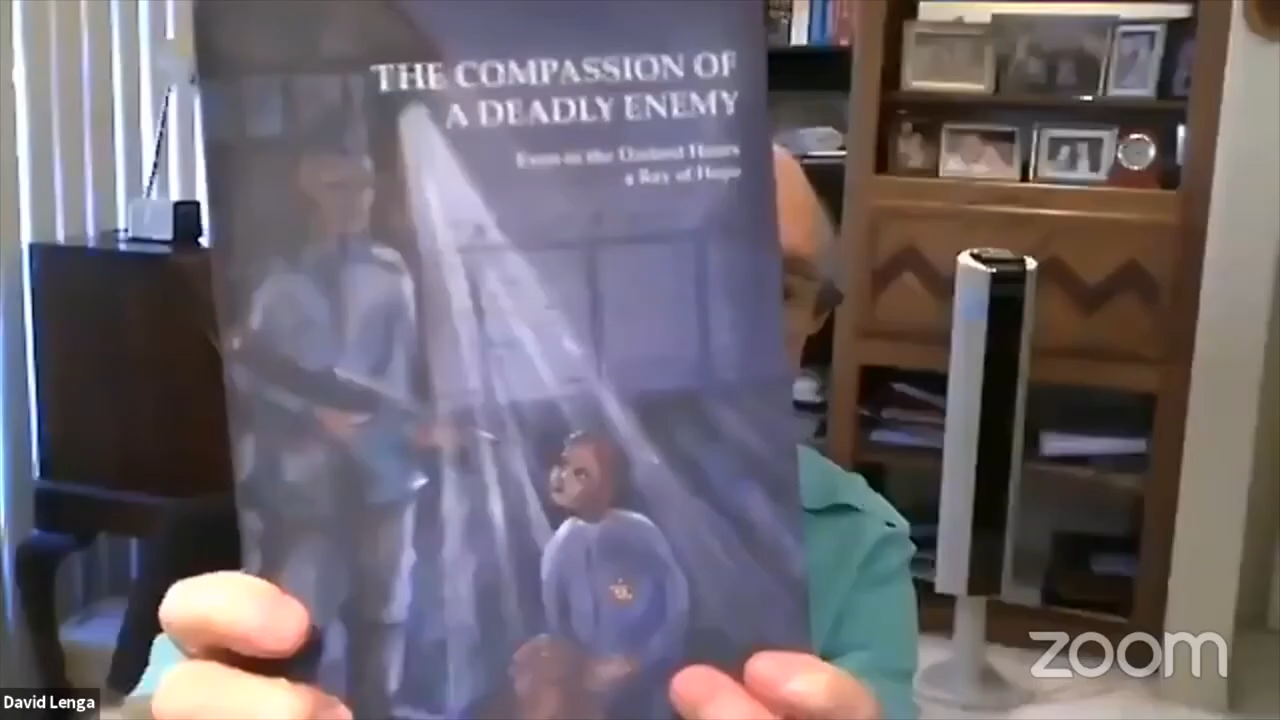 THE COMPASSION OF
A DEADLY ENEMY
Even in the Darkest Hours
a Ray of Hope
David Lenga
zoom